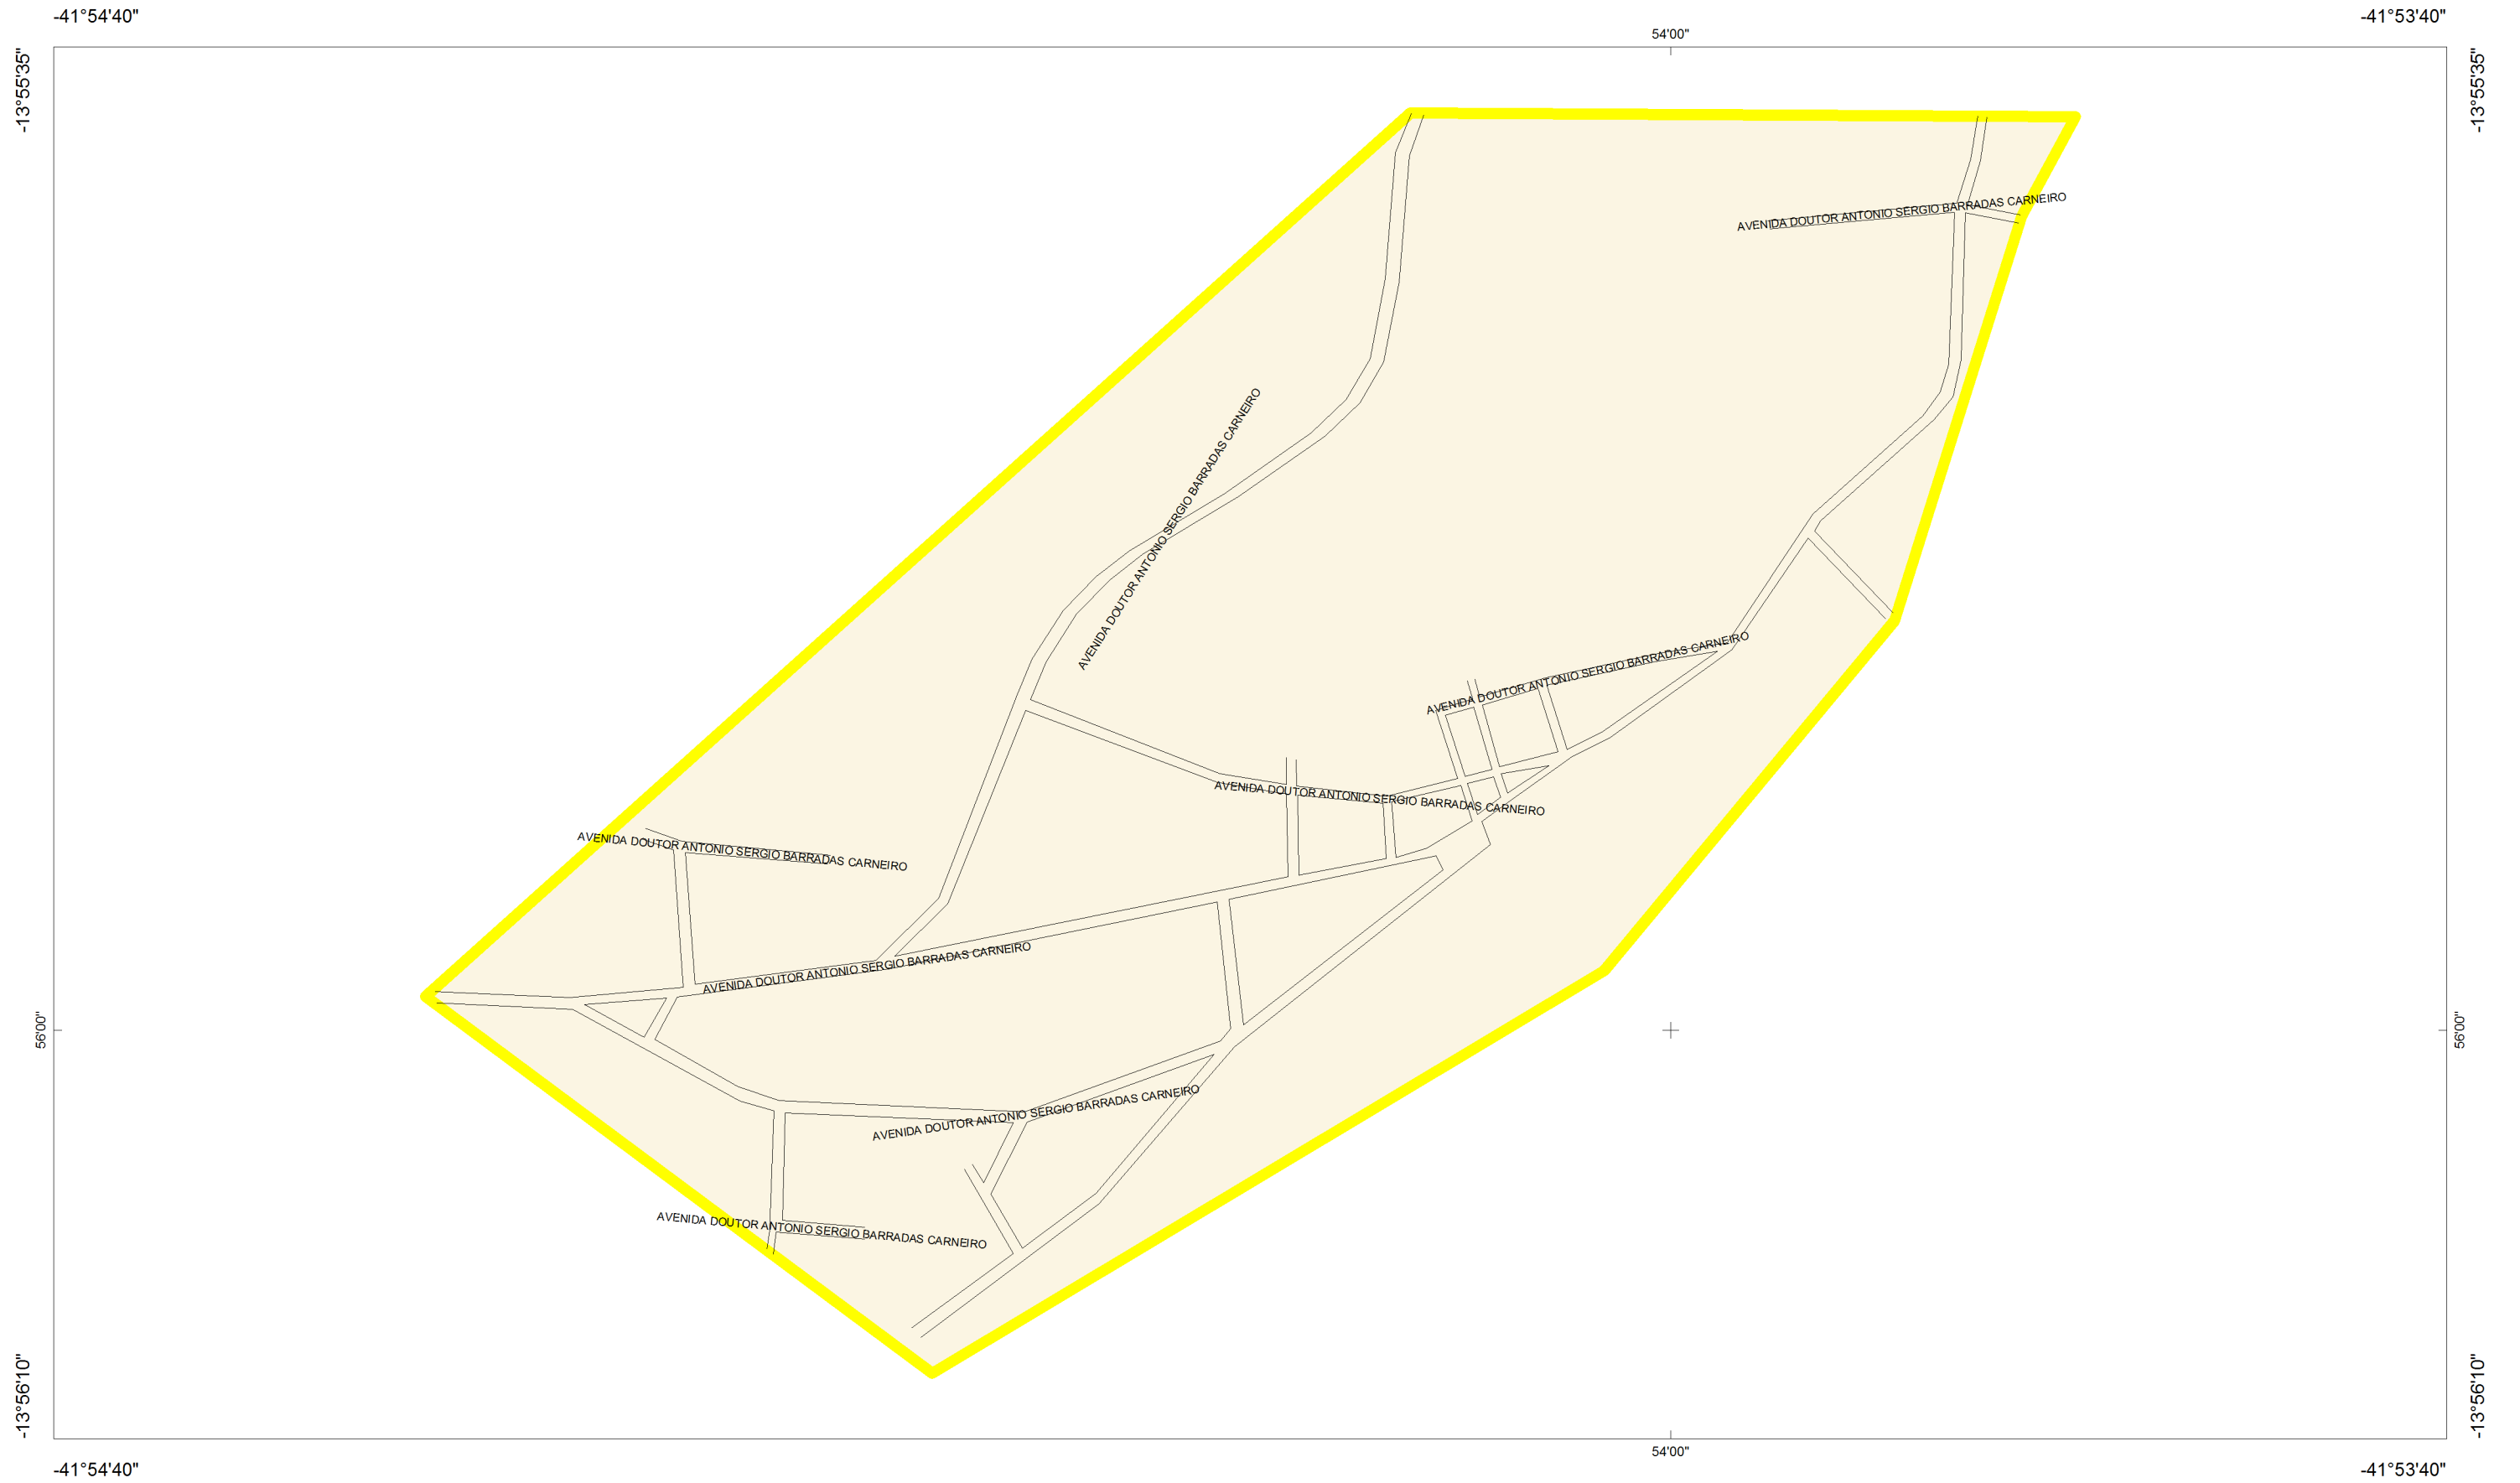 -41°54'40"
-41°53'40"
54'00"
-13°55'35"
-13°55'35"
AVENIDA DOUTOR ANTONIO SERGIO BARRADAS CARNEIRO
AVENIDA DOUTOR ANTONIO SERGIO BARRADAS CARNEIRO
AVENIDA DOUTOR ANTONIO SERGIO BARRADAS CARNEIRO
AVENIDA DOUTOR ANTONIO SERGIO BARRADAS CARNEIRO
AVENIDA DOUTOR ANTONIO SERGIO BARRADAS CARNEIRO
AVENIDA DOUTOR ANTONIO SERGIO BARRADAS CARNEIRO
56'00"
56'00"
AVENIDA DOUTOR ANTONIO SERGIO BARRADAS CARNEIRO
AVENIDA DOUTOR ANTONIO SERGIO BARRADAS CARNEIRO
-13°56'10"
-13°56'10"
54'00"
-41°54'40"
-41°53'40"